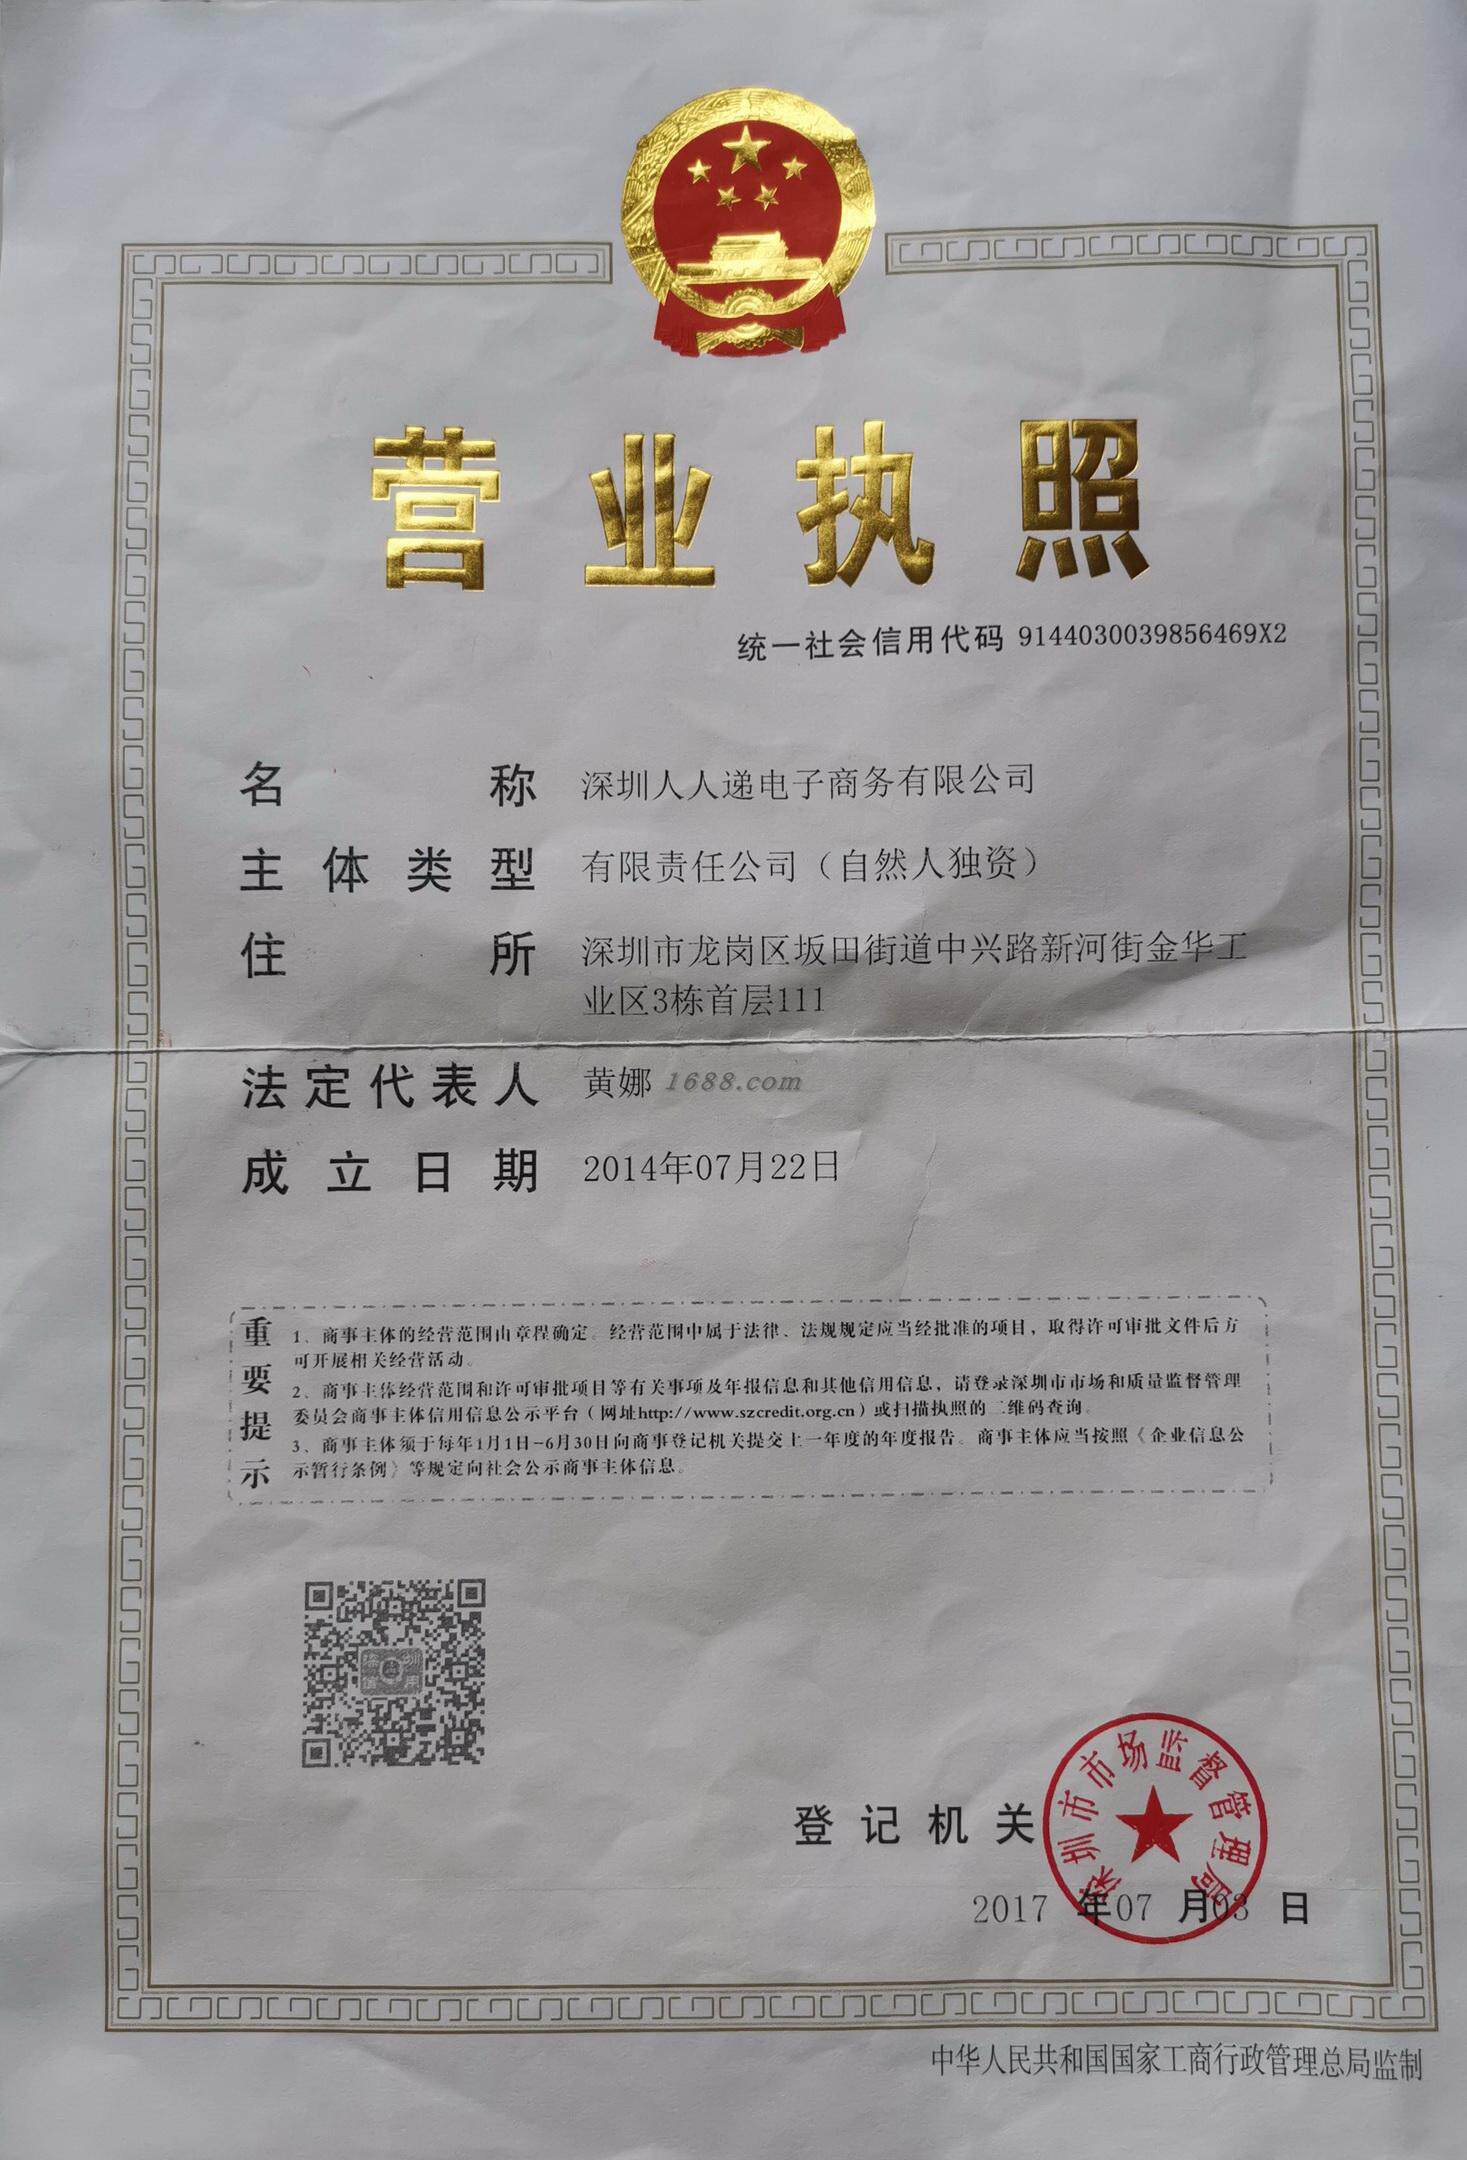 营业执照
统一社会信用代码 9144030039856469X2
名称 深圳人人递电子商务有限公司
主体类型 有限责任公司（自然人独资）
住所 深圳市龙岗区坂田街道中兴路新河街金华工
业区3栋首层111
法定代表人 黄娜 1688.com
成立日期 2014年07月22日
重要提示
1、商事主体的经营范围由章程确定。经营范围中属于法律、法规规定应当经批准的项目，取得许可审批文件后方
可开展相关经营活动。
2、商事主体经营范围和许可审批项目等有关事项及年报信息和其他信用信息，请登录深圳市市场和质量监督管理
委员会商事主体信用信息公示平台（网址http://www.szcredit.org.cn）或扫描执照的二维码查询。
3、商事主体须于每年1月1日-6月30日向商事登记机关提交上一年度的年度报告。商事主体应当按照《企业信息公
示暂行条例》等规定向社会公示商事主体信息。
深圳信用
登记机关
深圳市市场监督管理局
2017 年07 月03 日
中华人民共和国国家工商行政管理总局监制